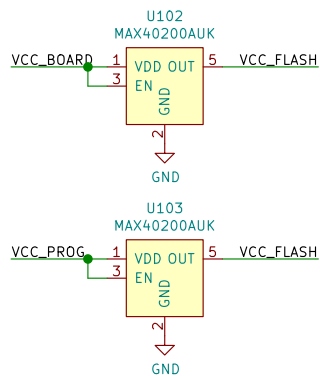 U102
MAX40200AUK
VCC_BOARD 1 VDD OUT 5 VCC_FLASH
3 EN
GND
2
GND
U103
MAX40200AUK
VCC_PROG 1 VDD OUT 5 VCC_FLASH
3 EN
GND
2
GND